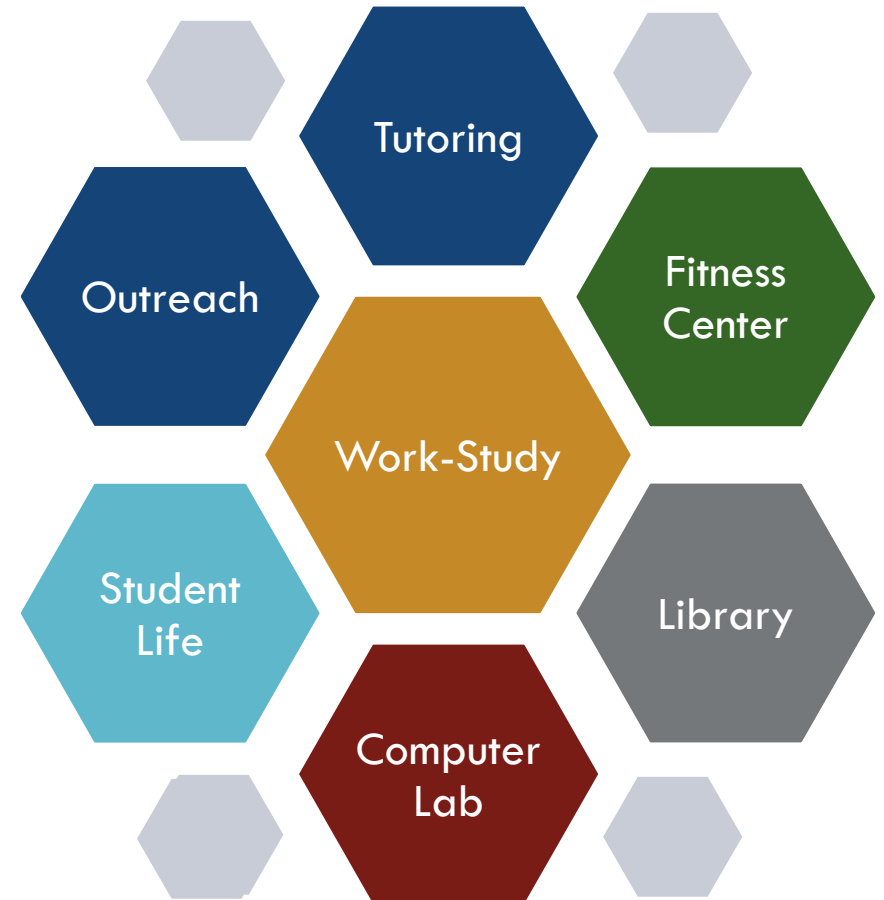 Tutoring
Outreach
Fitness
Center
Work-Study
Student
Life
Library
Computer
Lab